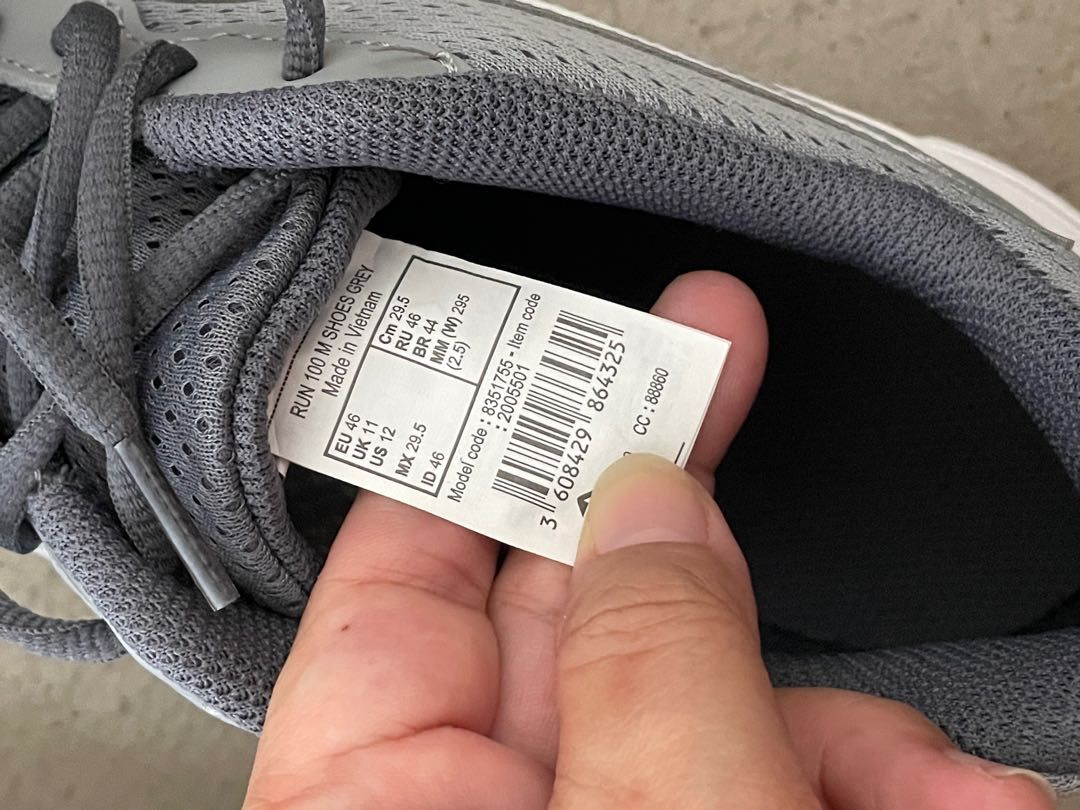 RUN 100 M SHOES GREY
Made in Vietnam
EU 46
UK 11
US 12
MX 29.5
ID 46
Cm 29.5
RU 46
BR 44
MM (W) 295
(2.5)
Model code : 8351755 - Item code
: 2005501
3 608429 864325
CC : 88860